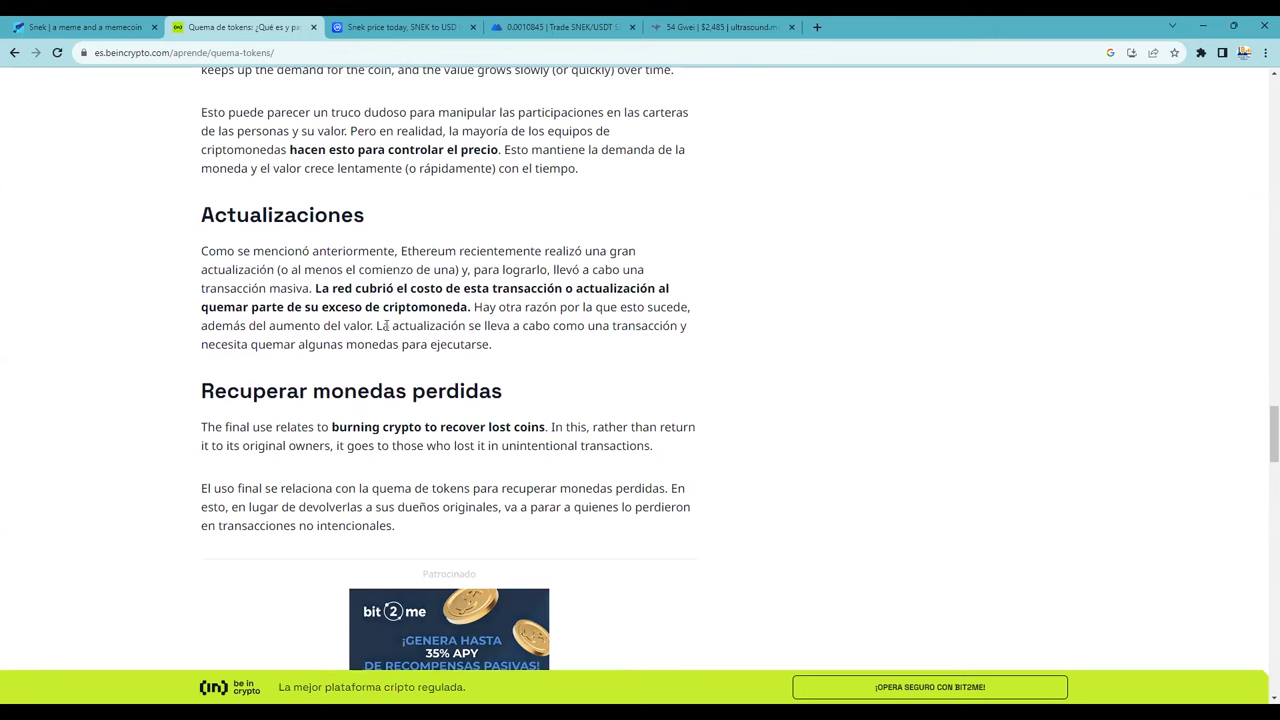 Snek | a meme and a memecoin
Quema de tokens: ¿Qué es y pa
Snek price today, SNEK to USD
0.0010845 | Trade SNEK/USDT
54 Gwei | $2,485 | ultrasound.m
es.beincrypto.com/aprende/quema-tokens/
keeps up the demand for the coin, and the value grows slowly (or quickly) over time.
Esto puede parecer un truco dudoso para manipular las participaciones en las carteras
de las personas y su valor. Pero en realidad, la mayoría de los equipos de
criptomonedas hacen esto para controlar el precio. Esto mantiene la demanda de la
moneda y el valor crece lentamente (o rápidamente) con el tiempo.
Actualizaciones
Como se mencionó anteriormente, Ethereum recientemente realizó una gran
actualización (o al menos el comienzo de una) y, para lograrlo, llevó a cabo una
transacción masiva. La red cubrió el costo de esta transacción o actualización al
quemar parte de su exceso de criptomoneda. Hay otra razón por la que esto sucede,
además del aumento del valor. La actualización se lleva a cabo como una transacción y
necesita quemar algunas monedas para ejecutarse.
Recuperar monedas perdidas
The final use relates to burning crypto to recover lost coins. In this, rather than return
it to its original owners, it goes to those who lost it in unintentional transactions.
El uso final se relaciona con la quema de tokens para recuperar monedas perdidas. En
esto, en lugar de devolverlas a sus dueños originales, va a parar a quienes lo perdieron
en transacciones no intencionales.
Patrocinado
bit2me
¡GENERA HASTA
35% APY
DE RECOMPENSAS PASIVAS!
(in) be in
crypto
La mejor plataforma cripto regulada.
¡OPERA SEGURO CON BIT2ME!